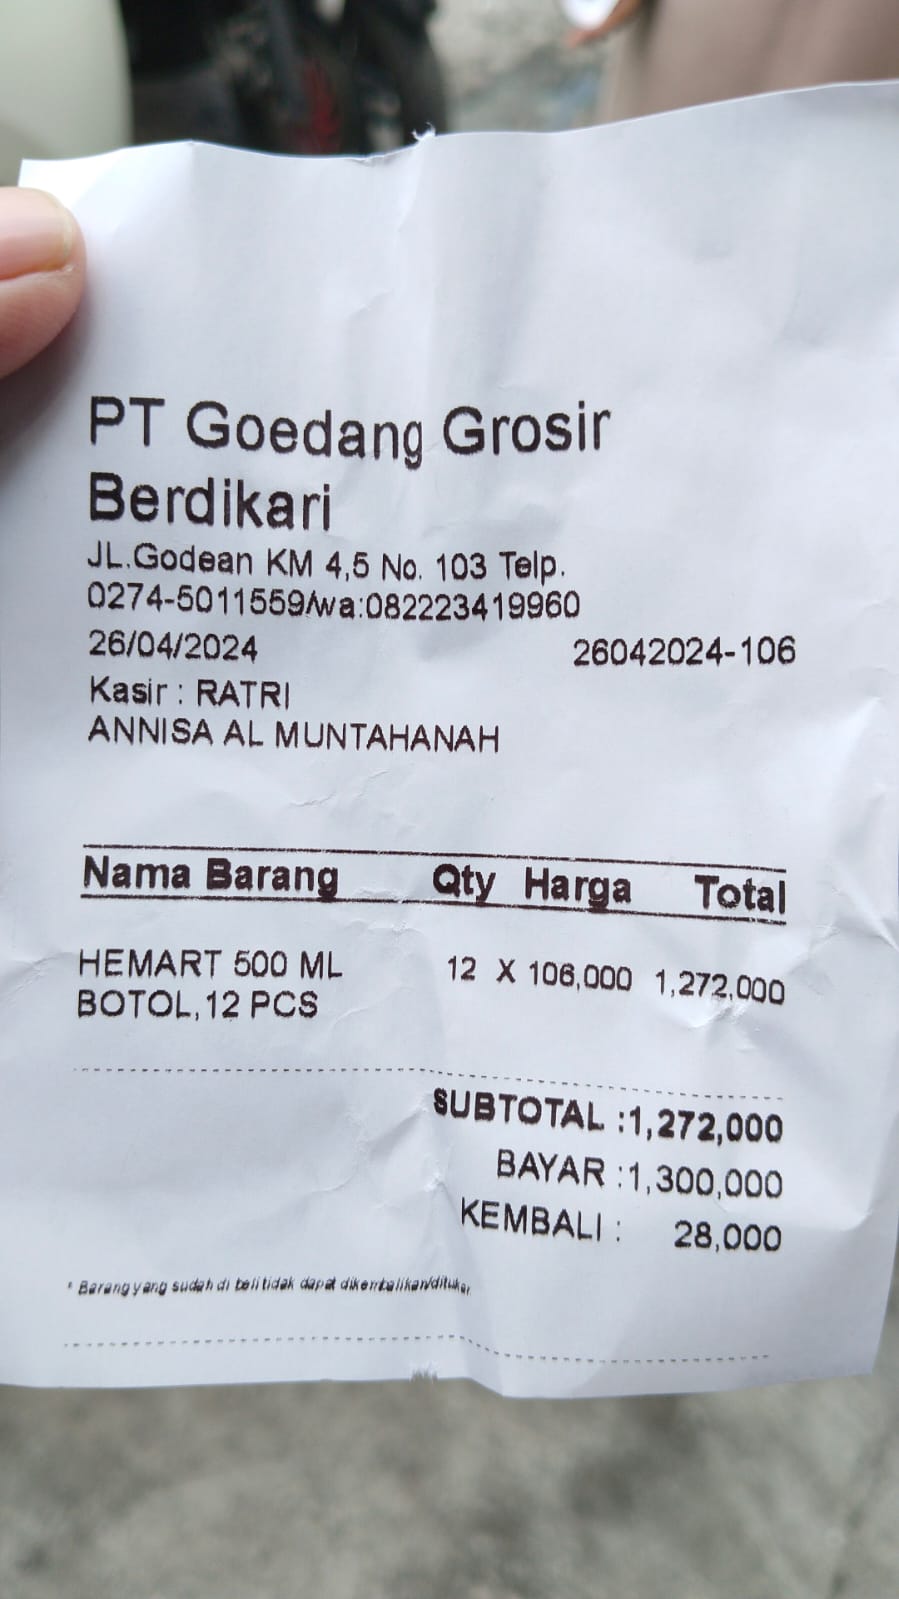 PT Goedang Grosir
Berdikari
JL.Godean KM 4,5 No. 103 Telp.
0274-5011559/wa:082223419960
26/04/2024 26042024-106
Kasir : RATRI
ANNISA AL MUNTAHANAH
Nama Barang Qty Harga Total
HEMART 500 ML 12 X 106,000 1,272,000
BOTOL,12 PCS
SUBTOTAL :1,272,000
BAYAR :1,300,000
KEMBALI : 28,000
* Barang yang sudah di beli tidak dapat dikembalikan/ditukar